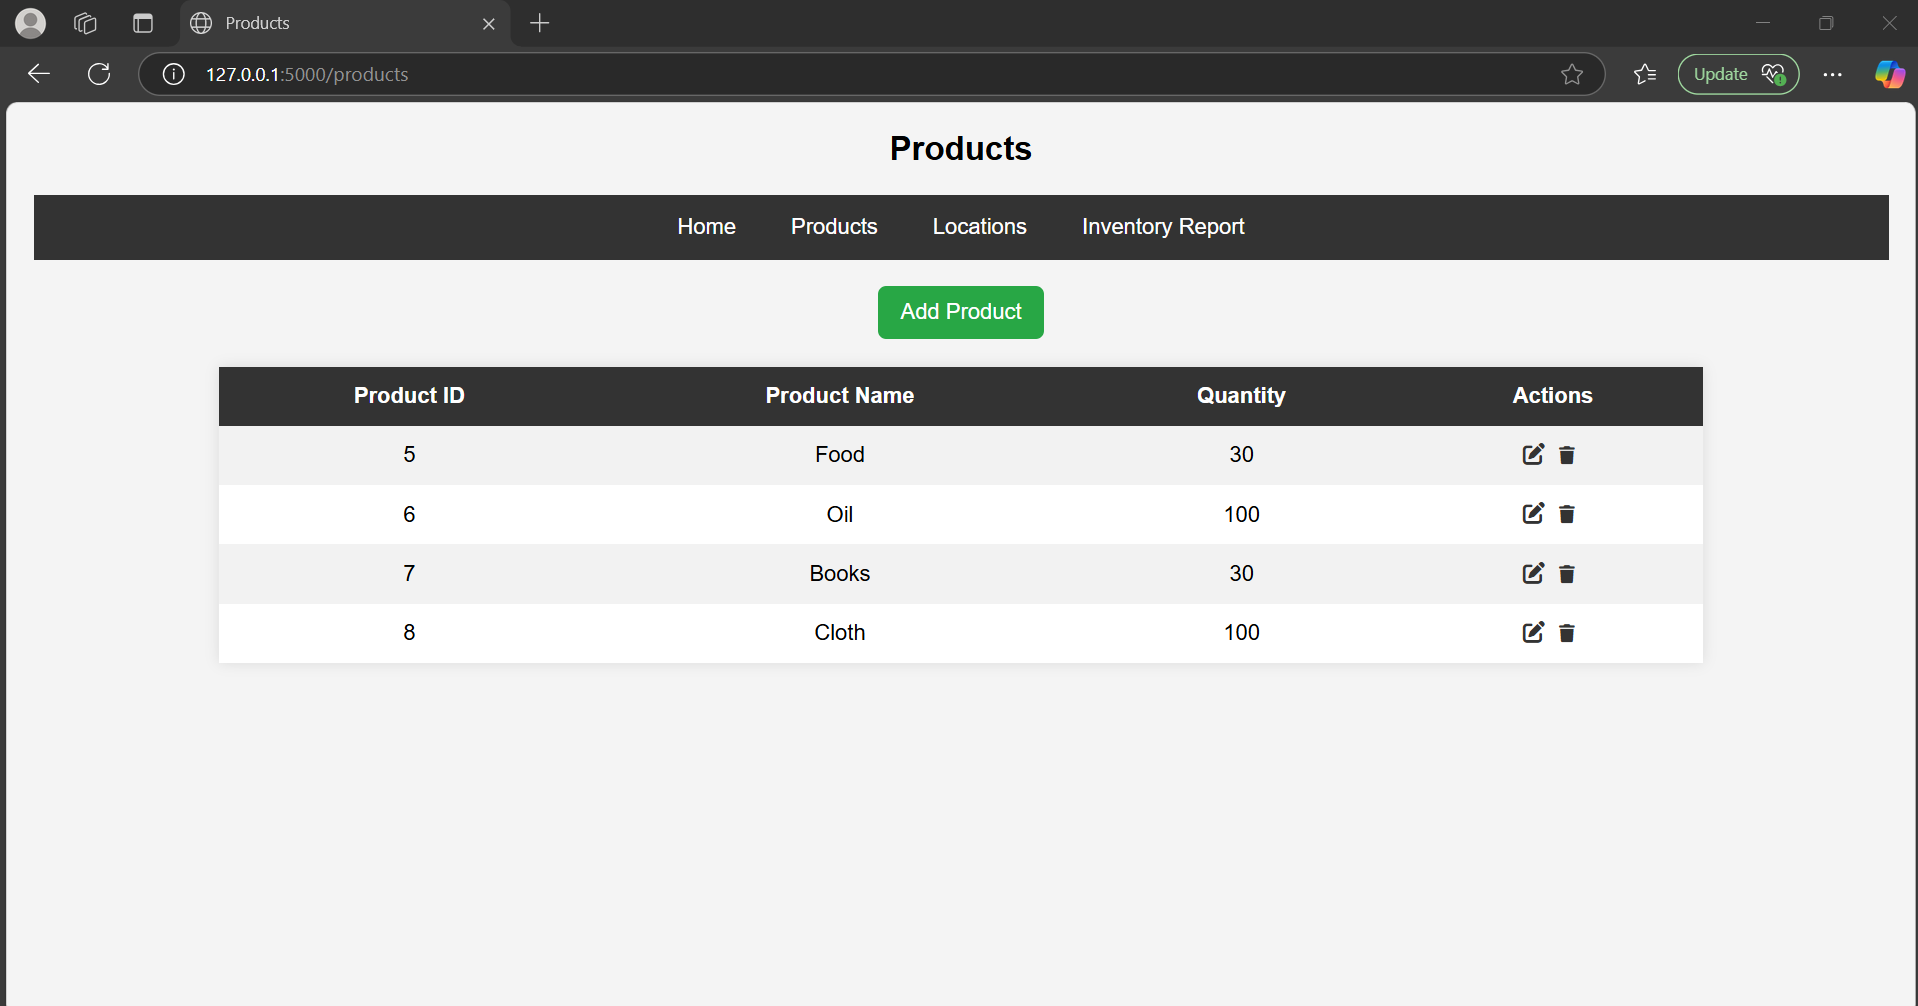 Products
127.0.0.1:5000/products
Update
Products
Home Products Locations Inventory Report
Add Product
Product ID Product Name Quantity Actions
5 Food 30
6 Oil 100
7 Books 30
8 Cloth 100